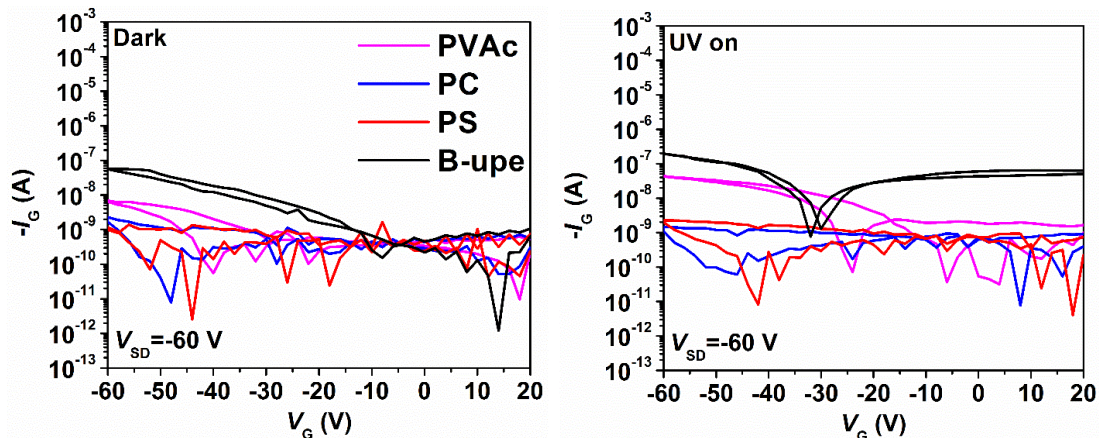 Dark
PVAc
PC
PS
B-upe
V_SD=-60 V
-I_G (A)
10^-3
10^-4
10^-5
10^-6
10^-7
10^-8
10^-9
10^-10
10^-11
10^-12
10^-13
-60 -50 -40 -30 -20 -10 0 10 20
V_G (V)
UV on
V_SD=-60 V
-I_G (A)
10^-3
10^-4
10^-5
10^-6
10^-7
10^-8
10^-9
10^-10
10^-11
10^-12
10^-13
-60 -50 -40 -30 -20 -10 0 10 20
V_G (V)